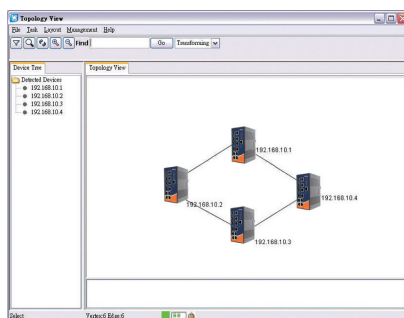 Topology View
File Task Layout Management Help
Find Go Transforming
Device Tree
Detected Devices
192.168.10.1
192.168.10.2
192.168.10.3
192.168.10.4
Topology View
192.168.10.1
192.168.10.2
192.168.10.4
192.168.10.3
Select
Vertex:6 Edge:6